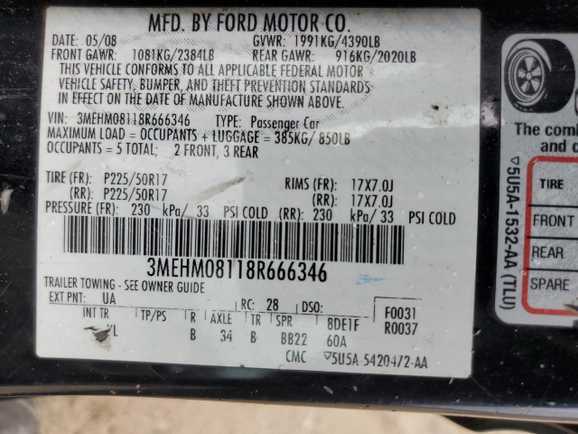 MFD. BY FORD MOTOR CO.
DATE: 05/08 GVWR: 1991KG/4390LB
FRONT GAWR: 1081KG/2384LB REAR GAWR: 916KG/2020LB
THIS VEHICLE CONFORMS TO ALL APPLICABLE FEDERAL MOTOR
VEHICLE SAFETY, BUMPER, AND THEFT PREVENTION STANDARDS
IN EFFECT ON THE DATE OF MANUFACTURE SHOWN ABOVE.
VIN: 3MEHM08118R666346 TYPE: Passenger Car
MAXIMUM LOAD = OCCUPANTS + LUGGAGE = 385KG/850LB
OCCUPANTS = 5 TOTAL: 2 FRONT, 3 REAR
TIRE (FR): P225/50R17 RIMS (FR): 17X7.0J
(RR): P225/50R17 (RR): 17X7.0J
PRESSURE (FR): 230 kPa/ 33 PSI COLD (RR): 230 kPa/ 33 PSI COLD
3MEHM08118R666346
TRAILER TOWING - SEE OWNER GUIDE
EXT PNT: UA RC: 28 DSO: F0031
INT TR TP/PS R AXLE TR SPR BDE1F R0037
L B 34 B BB22 60A
CMC ▽5U5A 5420472-AA
The com
and c
TIRE
FRONT
REAR
SPARE
▽5U5A-1532-AA (TLU)